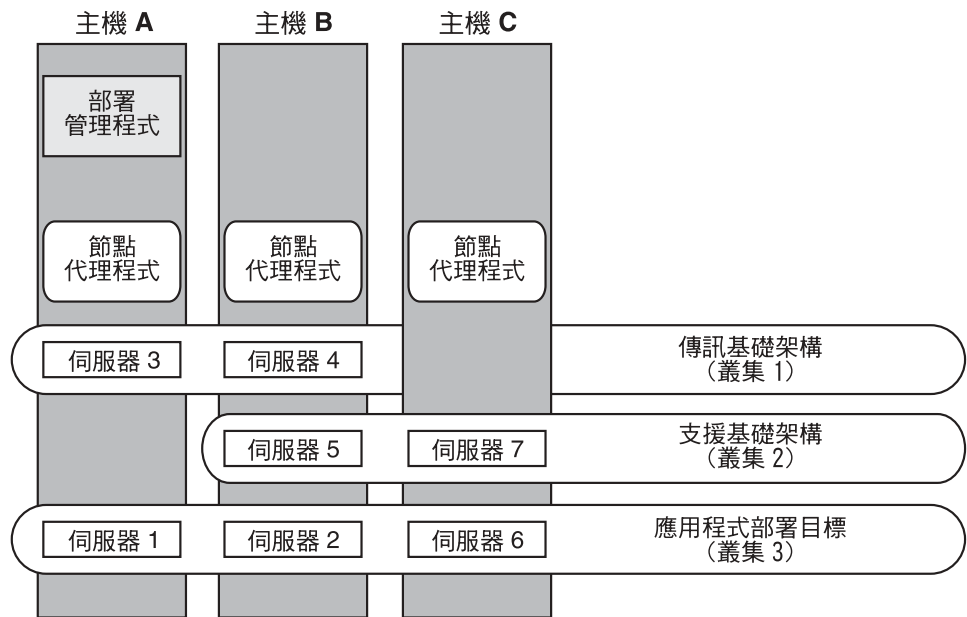 主機 A
主機 B
主機 C
部署
管理程式
節點
代理程式
節點
代理程式
節點
代理程式
伺服器 3
伺服器 4
傳訊基礎架構
（叢集 1）
伺服器 5
伺服器 7
支援基礎架構
（叢集 2）
伺服器 1
伺服器 2
伺服器 6
應用程式部署目標
（叢集 3）